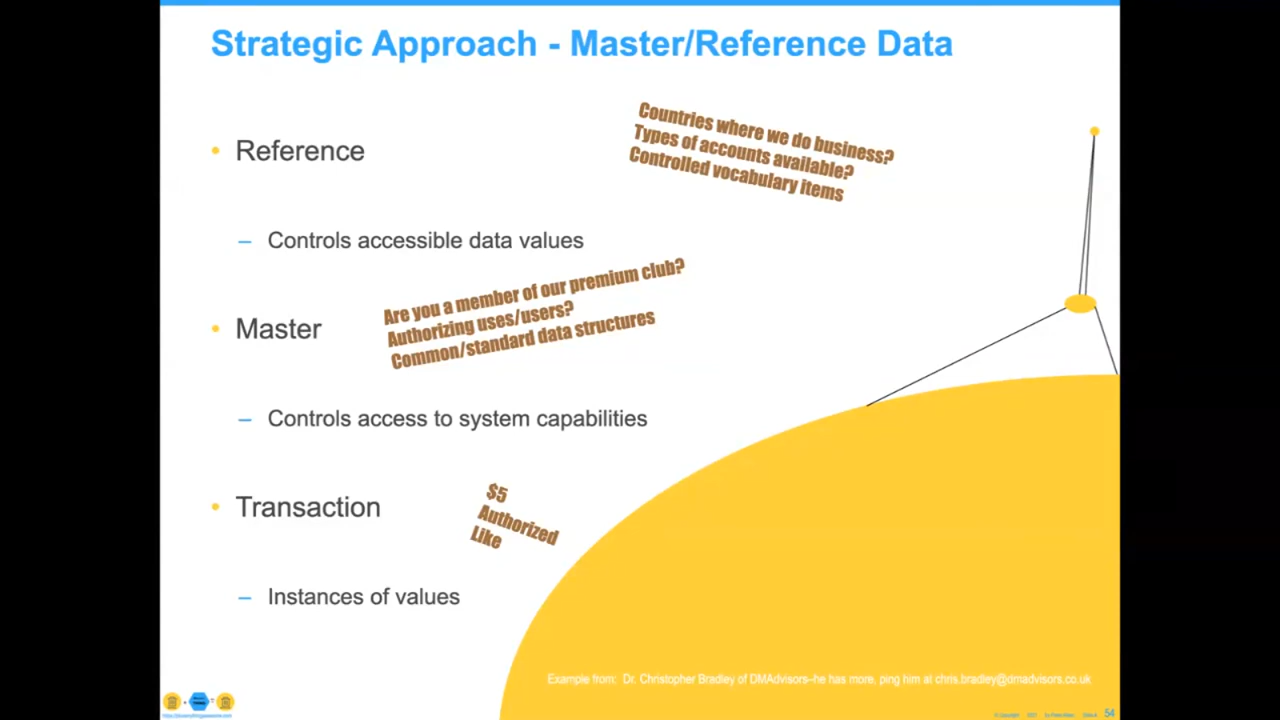 Strategic Approach - Master/Reference Data
• Reference
Countries where we do business?
Types of accounts available?
Controlled vocabulary items
– Controls accessible data values
• Master
Are you a member of our premium club?
Authorizing uses/users?
Common/standard data structures
– Controls access to system capabilities
• Transaction
$5
Authorized
Like
– Instances of values
Example from: Dr. Christopher Bradley of DMAdvisors–he has more, ping him at chris.bradley@dmadvisors.co.uk
54